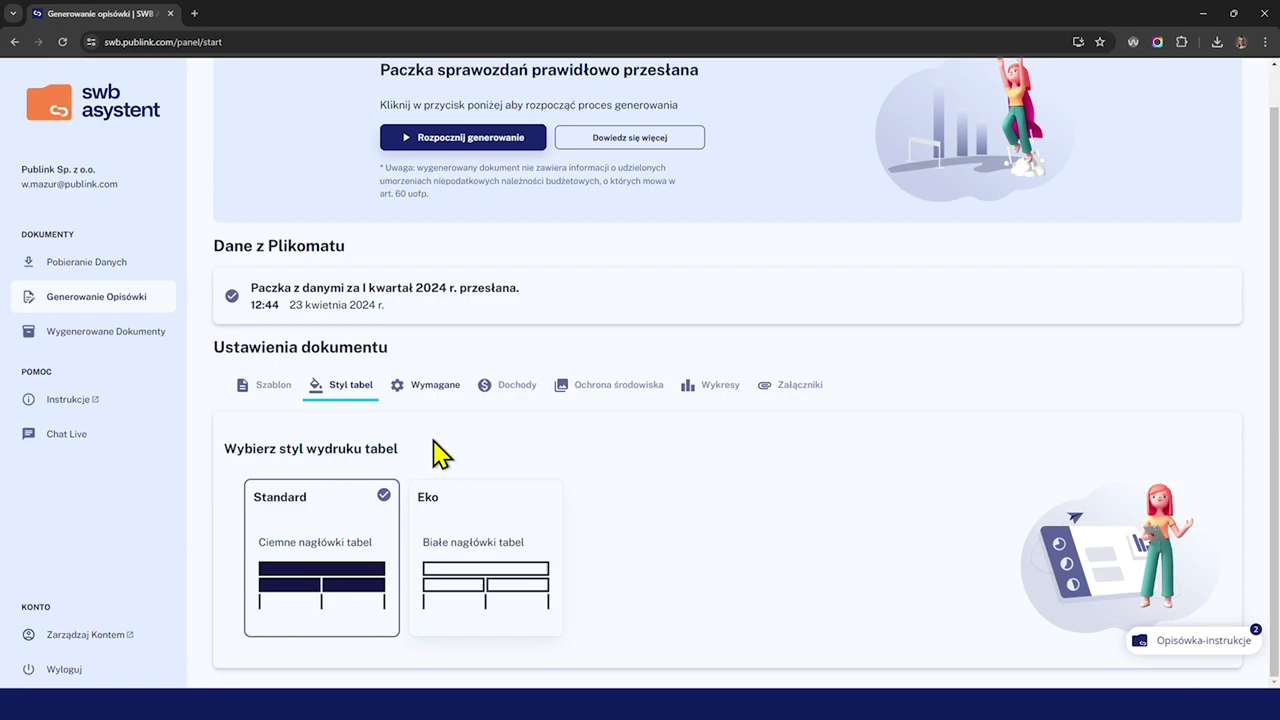 Generowanie opisówki | SWB A
swb.publink.com/panel/start
swb
asystent
Publink Sp. z o.o.
w.mazur@publink.com
DOKUMENTY
Pobieranie Danych
Generowanie Opisówki
Wygenerowane Dokumenty
POMOC
Instrukcje
Chat Live
KONTO
Zarządzaj Kontem
Wyloguj
Paczka sprawozdań prawidłowo przesłana
Kliknij w przycisk poniżej aby rozpocząć proces generowania
Rozpocznij generowanie
Dowiedz się więcej
* Uwaga: wygenerowany dokument nie zawiera informacji o udzielonych
umorzeniach niepodatkowych należności budżetowych, o których mowa w
art. 60 uofp.
Dane z Plikomatu
Paczka z danymi za I kwartał 2024 r. przesłana.
12:44 23 kwietnia 2024 r.
Ustawienia dokumentu
Szablon Styl tabel Wymagane Dochody Ochrona środowiska Wykresy Załączniki
Wybierz styl wydruku tabel
Standard
Ciemne nagłówki tabel
Eko
Białe nagłówki tabel
2
Opisówka-instrukcje